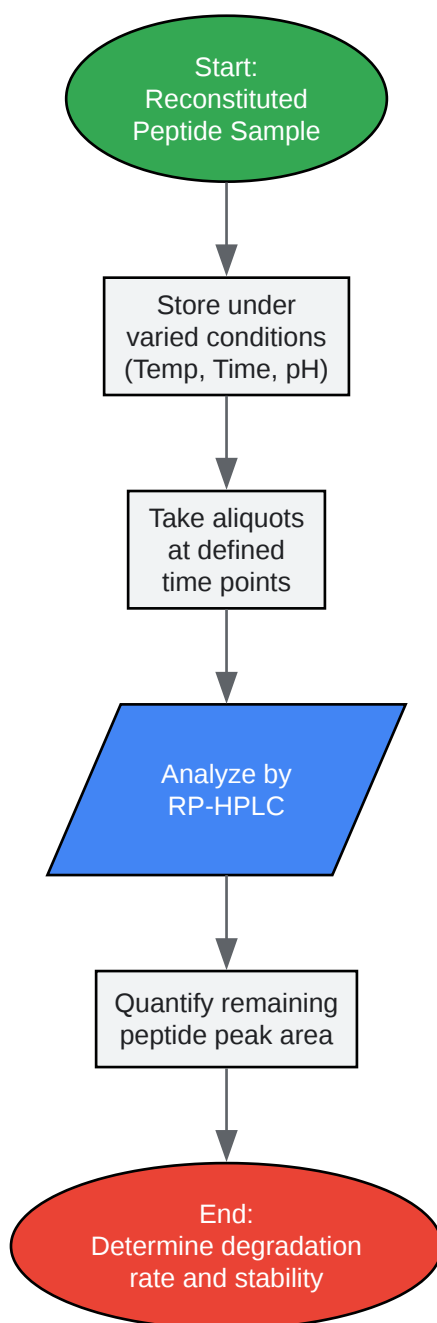 Start:
Reconstituted
Peptide Sample
Store under
varied conditions
(Temp, Time, pH)
Take aliquots
at defined
time points
Analyze by
RP-HPLC
Quantify remaining
peptide peak area
End:
Determine degradation
rate and stability